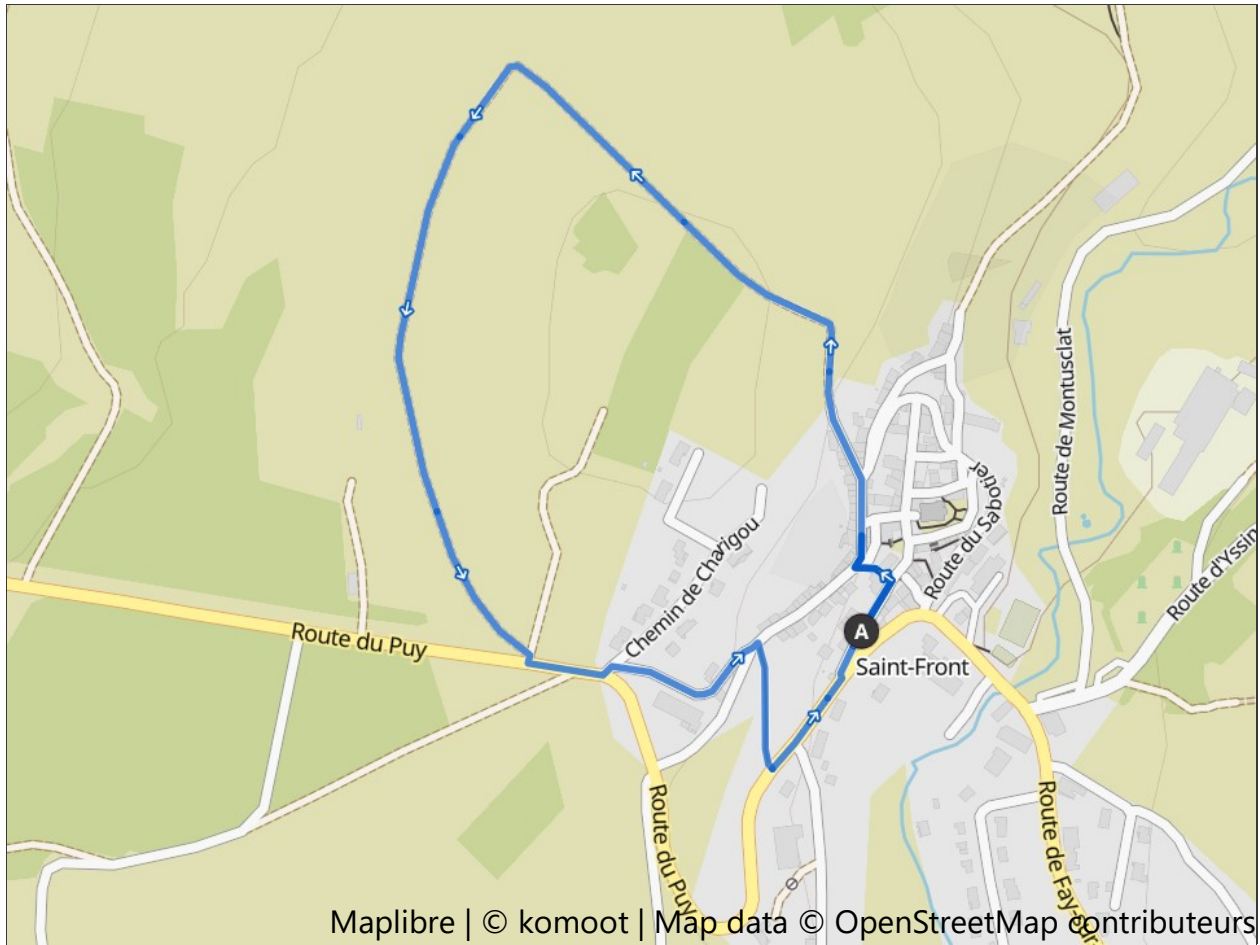 Route de Montusclat
Route du Sabotier
Route d'Yssin
Chemin de Charigou
Route du Puy
A
Saint-Front
Route du Puy
Route de Fay-sur
Maplibre | © komoot | Map data © OpenStreetMap contributeurs